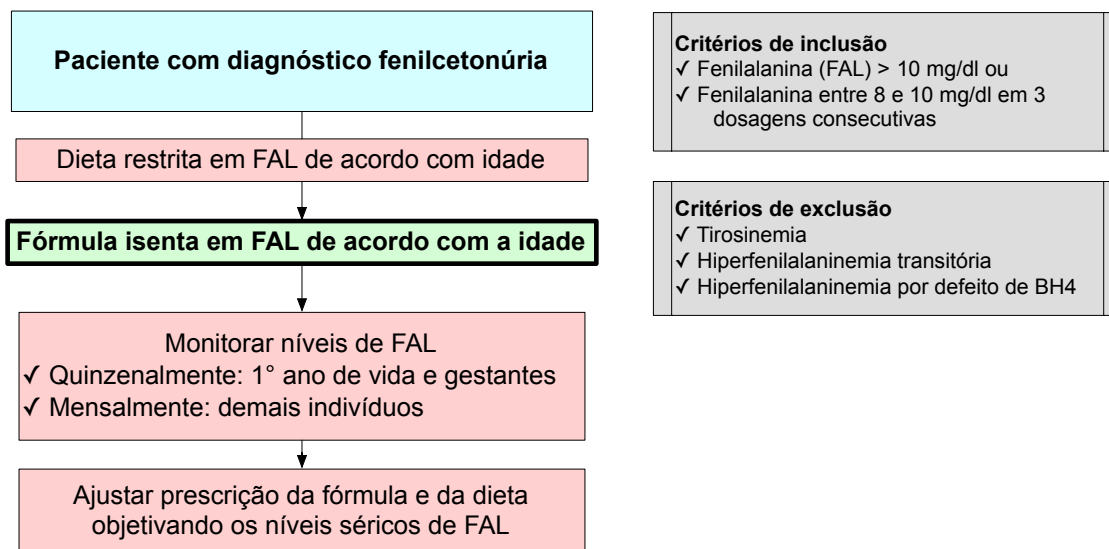 Paciente com diagnóstico fenilcetonúria
Dieta restrita em FAL de acordo com idade
Fórmula isenta em FAL de acordo com a idade
Monitorar níveis de FAL
✓ Quinzenalmente: 1° ano de vida e gestantes
✓ Mensalmente: demais indivíduos
Ajustar prescrição da fórmula e da dieta
objetivando os níveis séricos de FAL
Critérios de inclusão
✓ Fenilalanina (FAL) > 10 mg/dl ou
✓ Fenilalanina entre 8 e 10 mg/dl em 3
dosagens consecutivas
Critérios de exclusão
✓ Tirosinemia
✓ Hiperfenilalaninemia transitória
✓ Hiperfenilalaninemia por defeito de BH4